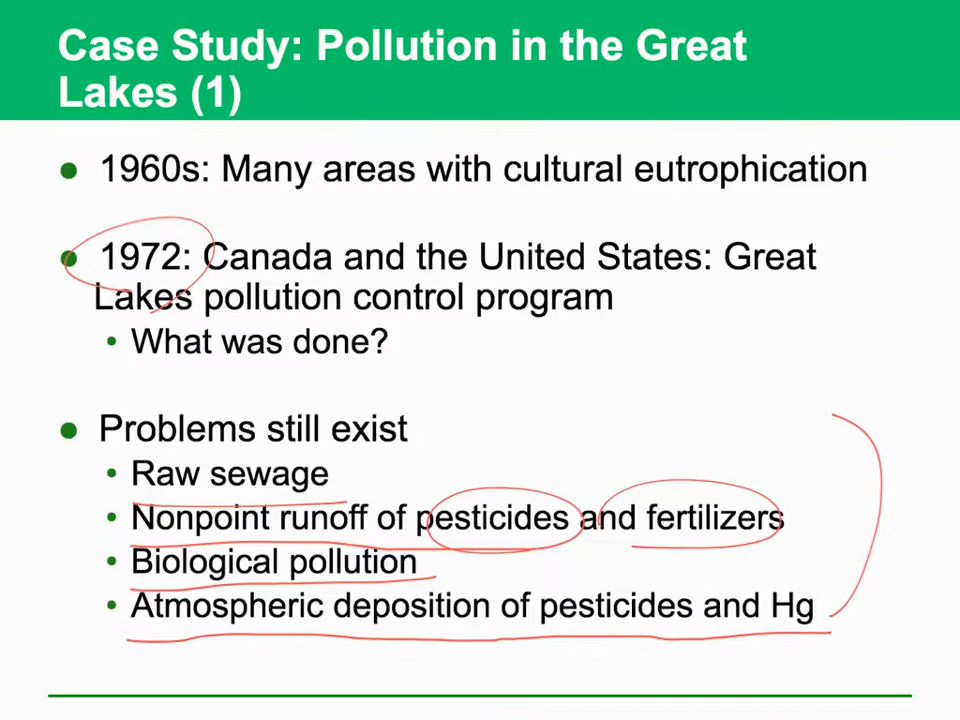 Case Study: Pollution in the Great
Lakes (1)
● 1960s: Many areas with cultural eutrophication
● 1972: Canada and the United States: Great
Lakes pollution control program
• What was done?
● Problems still exist
• Raw sewage
• Nonpoint runoff of pesticides and fertilizers
• Biological pollution
• Atmospheric deposition of pesticides and Hg